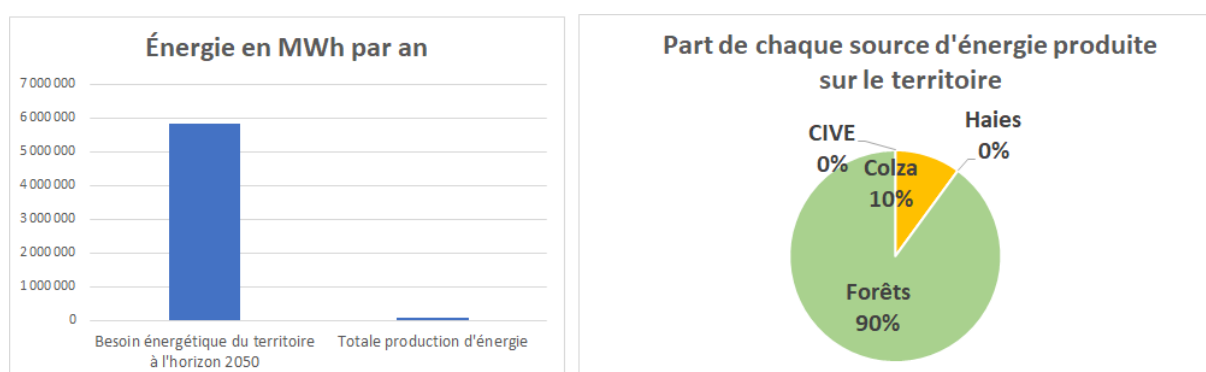 Énergie en MWh par an
7 000 000
6 000 000
5 000 000
4 000 000
3 000 000
2 000 000
1 000 000
0
Besoin énergétique du territoire
à l'horizon 2050
Totale production d'énergie
Part de chaque source d'énergie produite
sur le territoire
CIVE
0%
Haies
0%
Colza
10%
Forêts
90%